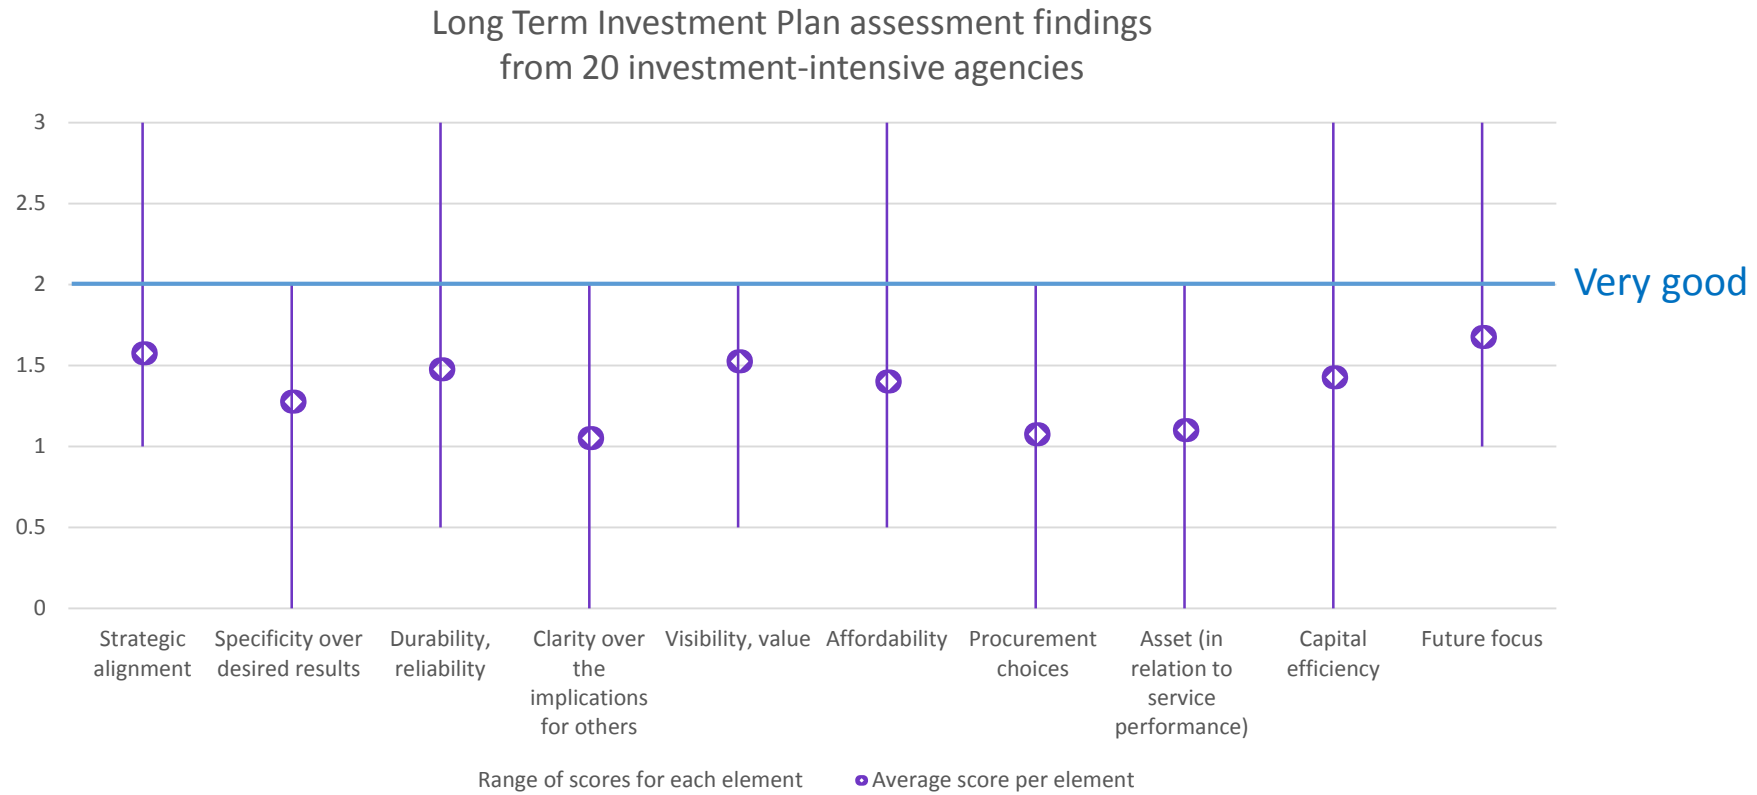 Long Term Investment Plan assessment findings
from 20 investment-intensive agencies
3
2.5
2
1.5
1
0.5
0
Very good
Strategic
alignment
Specificity over
desired results
Durability,
reliability
Clarity over
the
implications
for others
Visibility, value
Affordability
Procurement
choices
Asset (in
relation to
service
performance)
Capital
efficiency
Future focus
Range of scores for each element
Average score per element